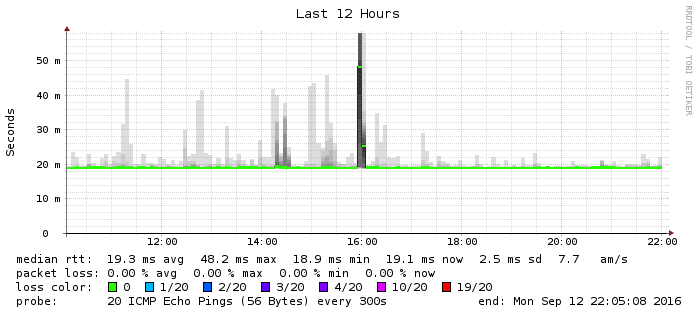 Last 12 Hours
RRDTOOL / TOBI OETIKER
Seconds
50 m
40 m
30 m
20 m
10 m
0
12:00 14:00 16:00 18:00 20:00 22:00
median rtt: 19.3 ms avg 48.2 ms max 18.9 ms min 19.1 ms now 2.5 ms sd 7.7 am/s
packet loss: 0.00 % avg 0.00 % max 0.00 % min 0.00 % now
loss color: 0 1/20 2/20 3/20 4/20 10/20 19/20
probe: 20 ICMP Echo Pings (56 Bytes) every 300s end: Mon Sep 12 22:05:08 2016